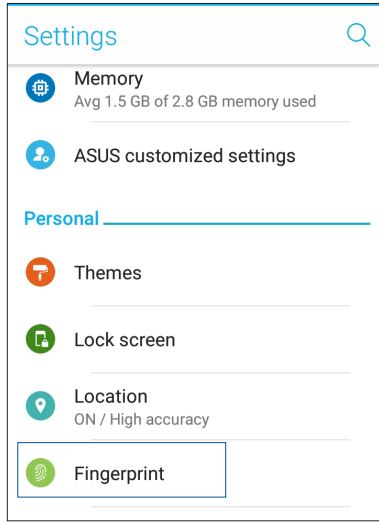 Settings
Memory
Avg 1.5 GB of 2.8 GB memory used
ASUS customized settings
Personal
Themes
Lock screen
Location
ON / High accuracy
Fingerprint